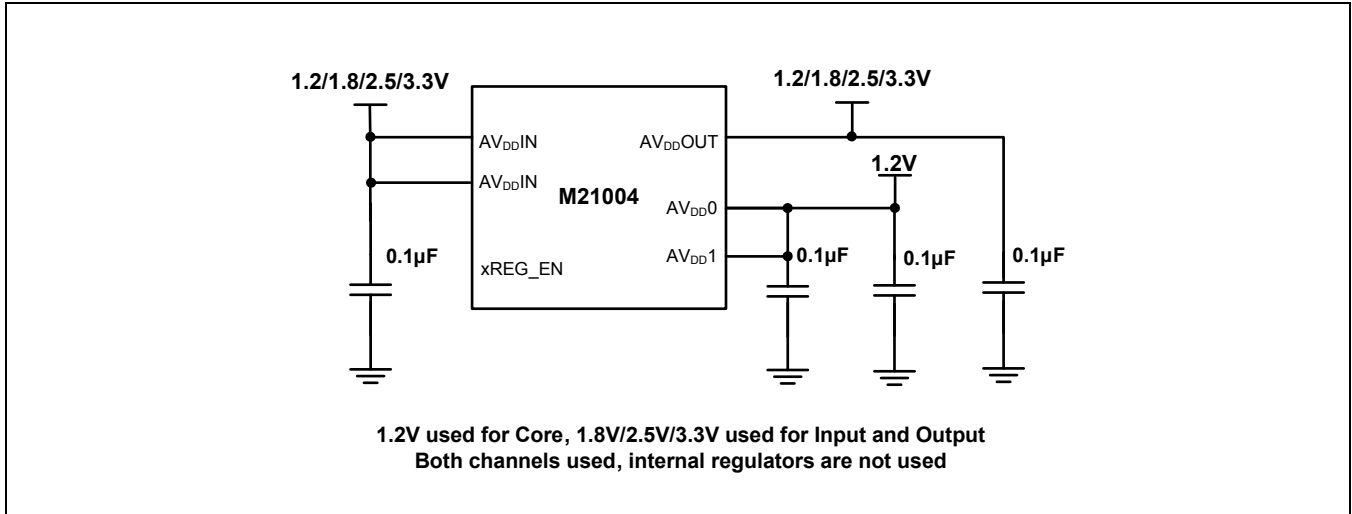 1.2/1.8/2.5/3.3V
1.2/1.8/2.5/3.3V
AVDDIN
AVDDOUT
1.2V
AVDDIN
M21004
AVDD0
0.1µF
xREG_EN
AVDD1
0.1µF
0.1µF
0.1µF
1.2V used for Core, 1.8V/2.5V/3.3V used for Input and Output
Both channels used, internal regulators are not used